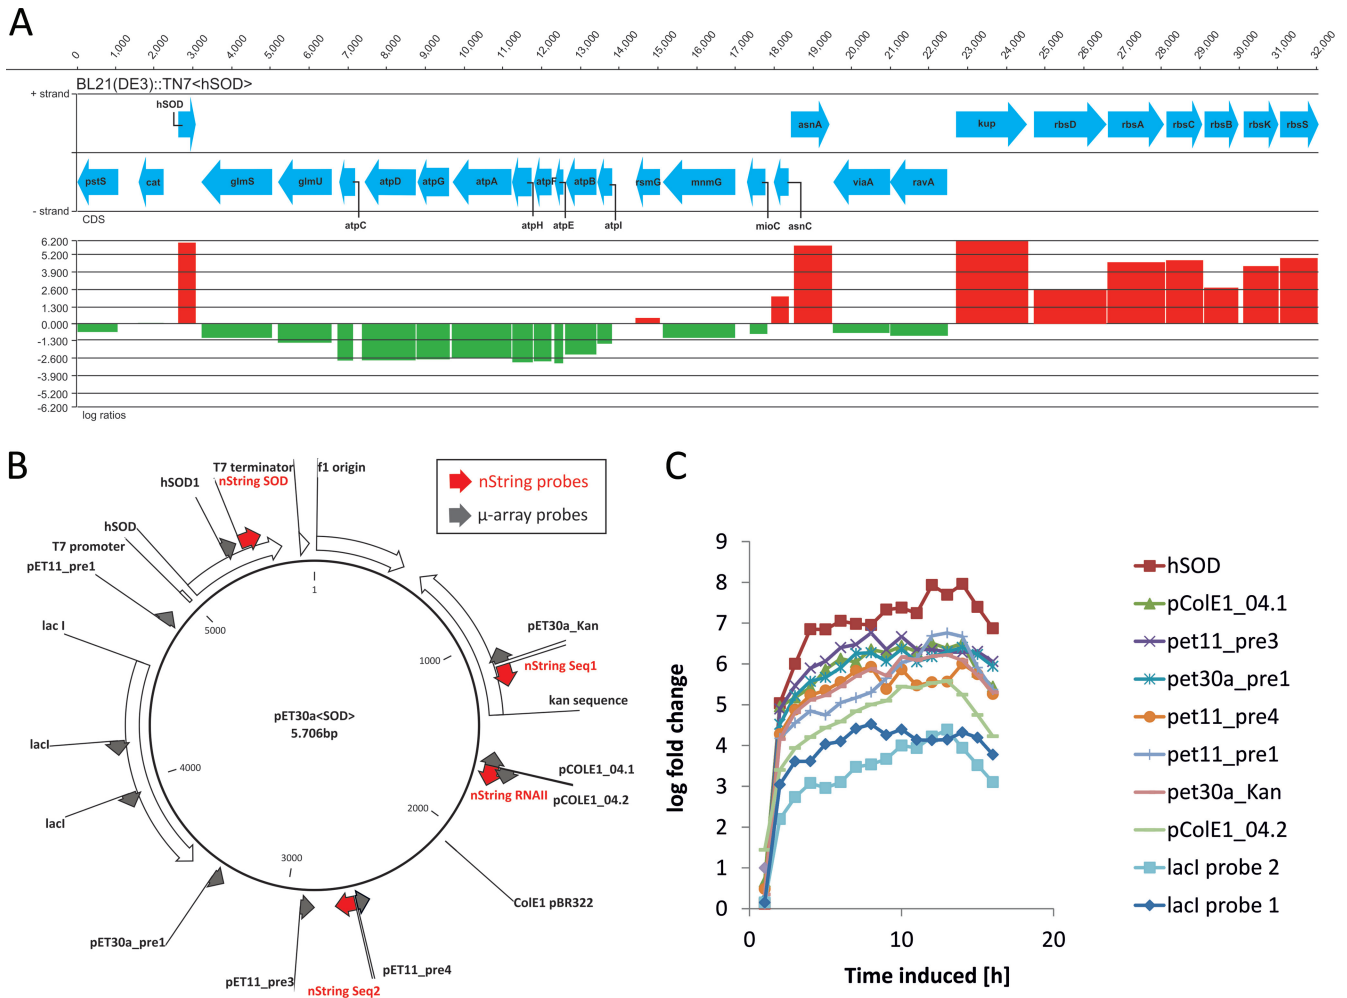 A
0 1,000 2,000 3,000 4,000 5,000 6,000 7,000 8,000 9,000 10,000 11,000 12,000 13,000 14,000 15,000 16,000 17,000 18,000 19,000 20,000 21,000 22,000 23,000 24,000 25,000 26,000 27,000 28,000 29,000 30,000 31,000 32,000
BL21(DE3)::TN7<hSOD>
+ strand
hSOD
asnA kup rbsD rbsA rbsC rbsB rbsK rbsS
pstS cat glmS glmU atpD atpG atpA atpF atpB rsmG mnmG viaA ravA
- strand
CDS
atpC atpH atpE atpI mioC asnC
6.200
5.200
3.900
2.600
1.300
0.000
-1.300
-2.600
-3.900
-5.200
-6.200
log ratios
B
T7 terminator
f1 origin
nString SOD
hSOD1
hSOD
T7 promoter
pET11_pre1
lac I
lacI
lacI
pET30a_pre1
pET11_pre3
nString Seq2
pET11_pre4
ColE1 pBR322
pCOLE1_04.2
nString RNAII
pCOLE1_04.1
kan sequence
nString Seq1
pET30a_Kan
1
1000
2000
3000
4000
5000
pET30a<SOD>
5.706bp
nString probes
μ-array probes
C
9
8
7
6
5
4
3
2
1
0
0 10 20
log fold change
Time induced [h]
hSOD
pColE1_04.1
pet11_pre3
pet30a_pre1
pet11_pre4
pet11_pre1
pet30a_Kan
pColE1_04.2
lacI probe 2
lacI probe 1